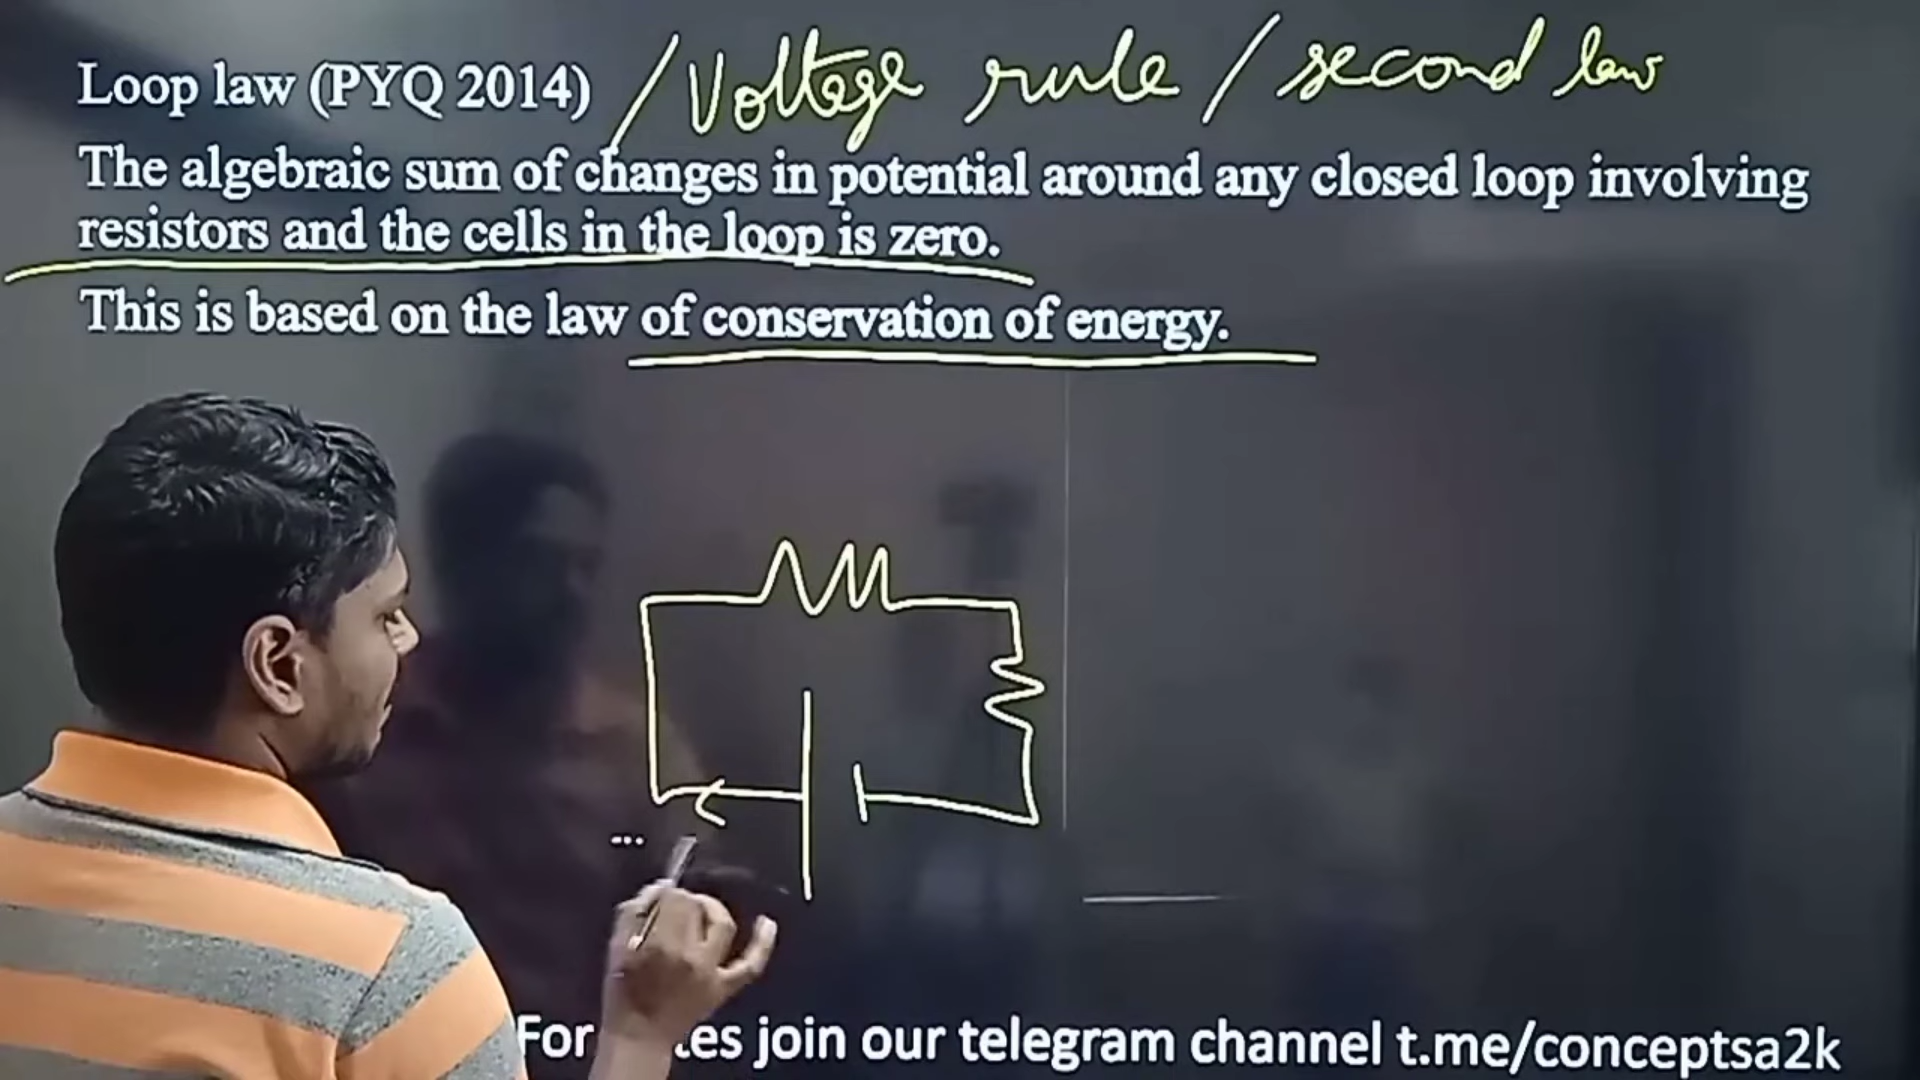 Loop law (PYQ 2014) / Voltage rule / second law
The algebraic sum of changes in potential around any closed loop involving
resistors and the cells in the loop is zero.
This is based on the law of conservation of energy.
...
For join our telegram channel t.me/conceptsa2k